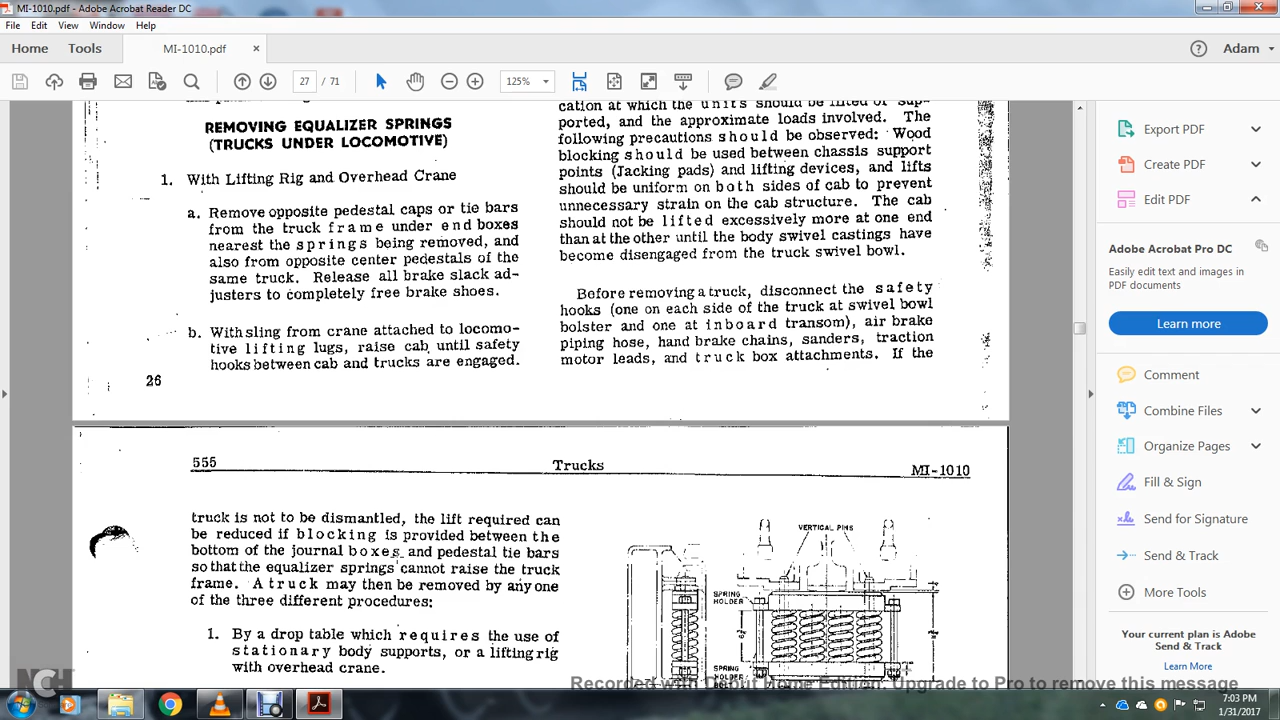 MI-1010.pdf - Adobe Acrobat Reader DC
File Edit View Window Help
Home Tools MI-1010.pdf × Adam
27 / 71 125%
REMOVING EQUALIZER SPRINGS
(TRUCKS UNDER LOCOMOTIVE)
1. With Lifting Rig and Overhead Crane
a. Remove opposite pedestal caps or tie bars
from the truck frame under end boxes
nearest the springs being removed, and
also from opposite center pedestals of the
same truck. Release all brake slack ad-
justers to completely free brake shoes.
b. With sling from crane attached to locomo-
tive lifting lugs, raise cab until safety
hooks between cab and trucks are engaged.
26
cation at which the units should be lifted or sup-
ported, and the approximate loads involved. The
following precautions should be observed: Wood
blocking should be used between chassis support
points (Jacking pads) and lifting devices, and lifts
should be uniform on both sides of cab to prevent
unnecessary strain on the cab structure. The cab
should not be lifted excessively more at one end
than at the other until the body swivel castings have
become disengaged from the truck swivel bowl.
Before removing a truck, disconnect the safety
hooks (one on each side of the truck at swivel bowl
bolster and one at inboard transom), air brake
piping hose, hand brake chains, sanders, traction
motor leads, and truck box attachments. If the
555 Trucks MI-1010
truck is not to be dismantled, the lift required can
be reduced if blocking is provided between the
bottom of the journal boxes and pedestal tie bars
so that the equalizer springs cannot raise the truck
frame. A truck may then be removed by any one
of the three different procedures:
1. By a drop table which requires the use of
stationary body supports, or a lifting rig
with overhead crane.
VERTICAL PINS
SPRING
HOLDER
SPRING
HOLDER
Export PDF
Create PDF
Edit PDF
Adobe Acrobat Pro DC
Easily edit text and images in
PDF documents
Learn more
Comment
Combine Files
Organize Pages
Fill & Sign
Send for Signature
Send & Track
More Tools
Your current plan is Adobe
Send & Track
Learn More
NCH
Recorded with Debut Home Edition. Upgrade to Pro to remove this message
7:03 PM
1/31/2017